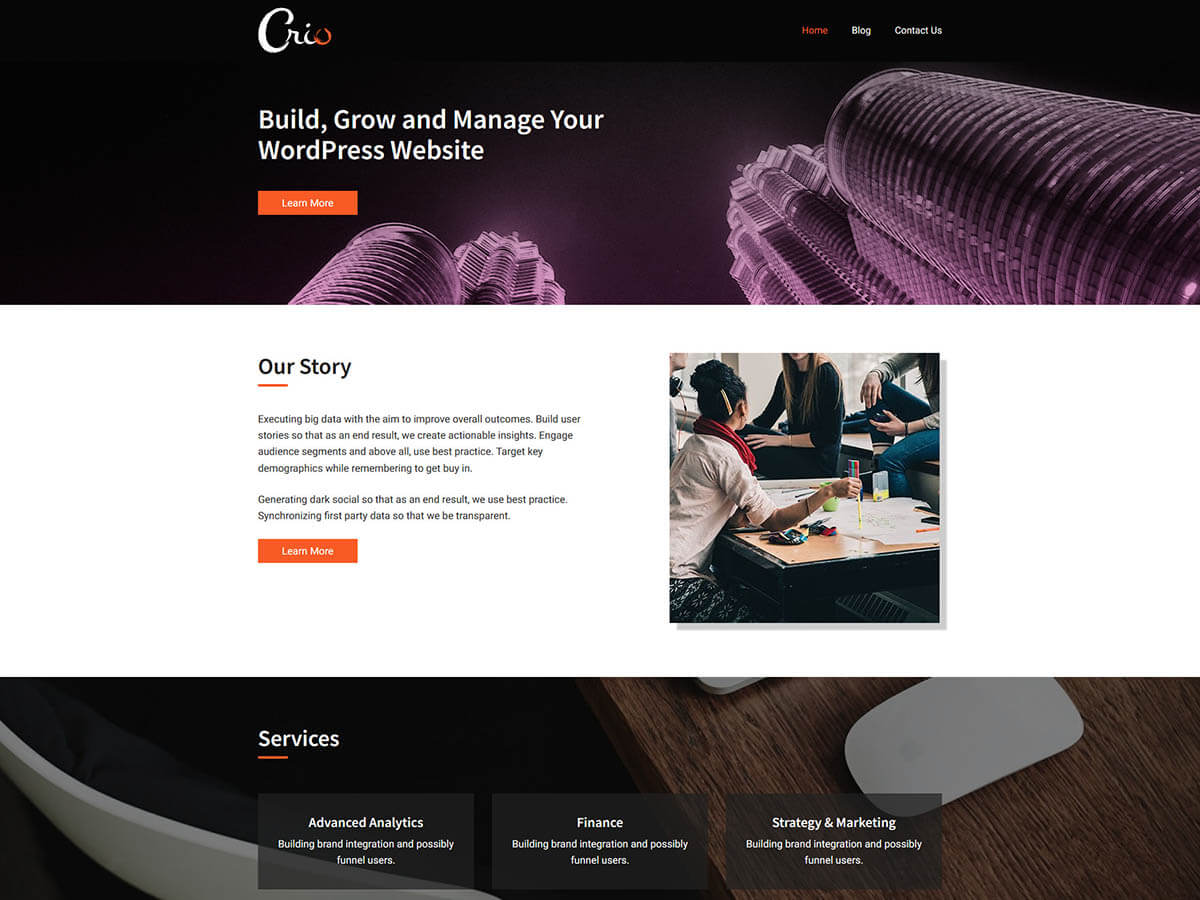 Crio
Home
Blog
Contact Us
Build, Grow and Manage Your
WordPress Website
Learn More
Our Story
Executing big data with the aim to improve overall outcomes. Build user
stories so that as an end result, we create actionable insights. Engage
audience segments and above all, use best practice. Target key
demographics while remembering to get buy in.
Generating dark social so that as an end result, we use best practice.
Synchronizing first party data so that we be transparent.
Learn More
Services
Advanced Analytics
Building brand integration and possibly
funnel users.
Finance
Building brand integration and possibly
funnel users.
Strategy & Marketing
Building brand integration and possibly
funnel users.